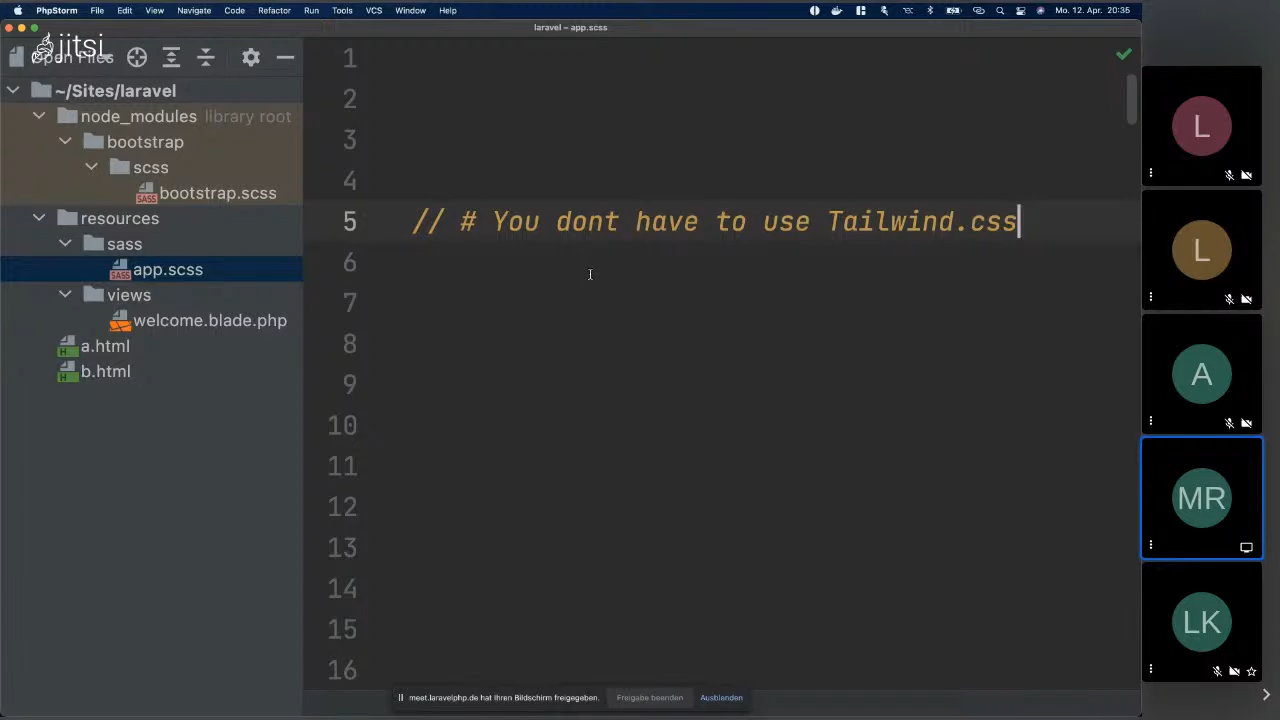 PhpStorm File Edit View Navigate Code Refactor Run Tools VCS Window Help Mo. 12. Apr. 20:35
laravel – app.scss
jitsi
Open Files
~/Sites/laravel
node_modules library root
bootstrap
scss
bootstrap.scss
resources
sass
app.scss
views
welcome.blade.php
a.html
b.html
1
2
3
4
5 // # You dont have to use Tailwind.css
6
7
8
9
10
11
12
13
14
15
16
L
L
A
MR
LK
meet.laravelphp.de hat Ihren Bildschirm freigegeben. Freigabe beenden Ausblenden